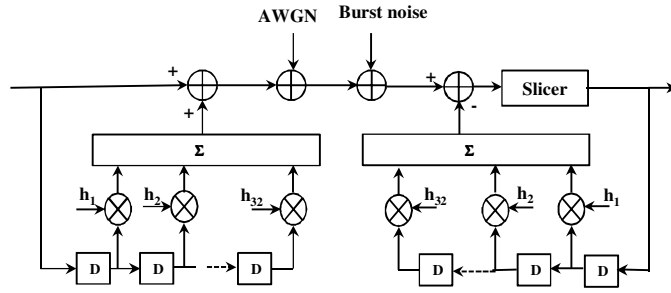 AWGN
Burst noise
+
+
+
-
Slicer
Σ
Σ
h1
h2
h32
h32
h2
h1
D
D
D
D
D
D